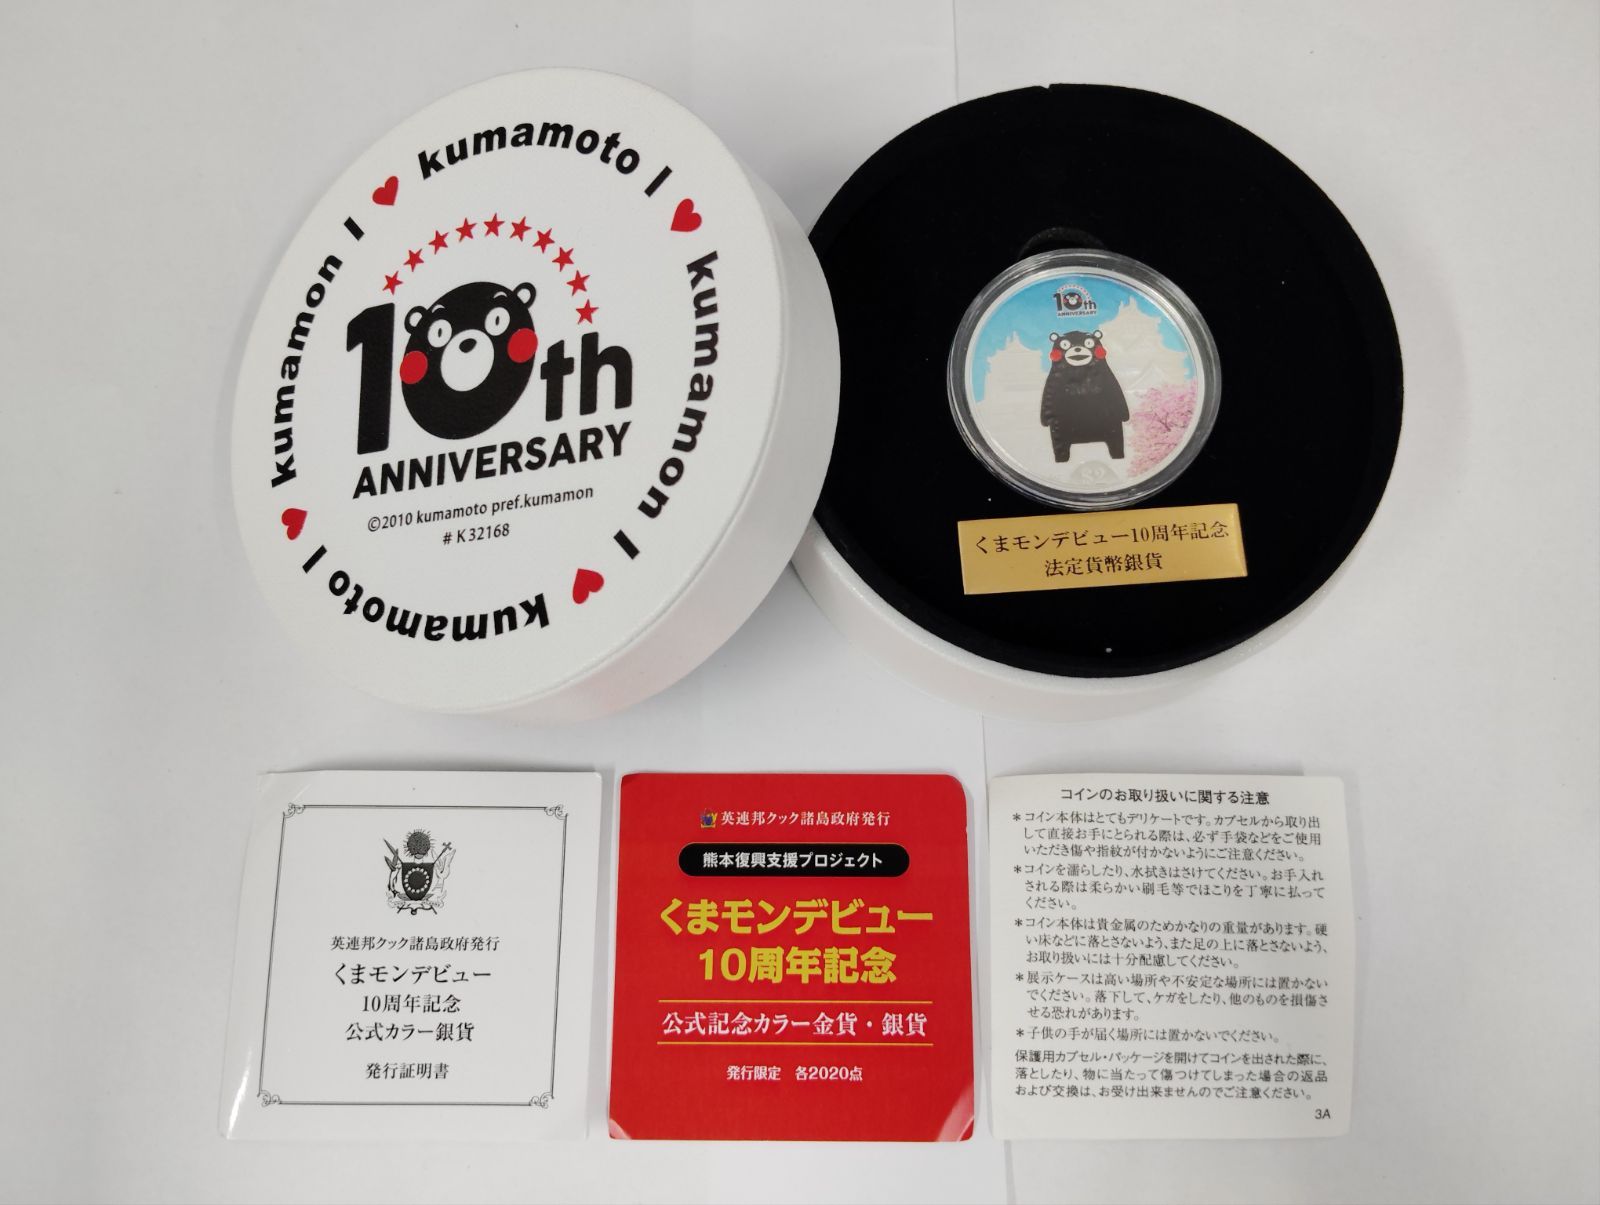 kumamoto I ♥ kumamon I ♥ kumamoto I ♥ kumamon I ♥
10th
ANNIVERSARY
©2010 kumamoto pref.kumamon
# K32168
10th
ANNIVERSARY
$2
くまモンデビュー10周年記念
法定貨幣銀貨
英連邦クック諸島政府発行
くまモンデビュー
10周年記念
公式カラー銀貨
発行証明書
英連邦クック諸島政府発行
熊本復興支援プロジェクト
くまモンデビュー
10周年記念
公式記念カラー金貨・銀貨
発行限定 各2020点
コインのお取り扱いに関する注意
＊コイン本体はとてもデリケートです。カプセルから取り出
して直接お手にとられる際は、必ず手袋などをご使用
いただき傷や指紋が付かないようにご注意ください。
＊コインを濡らしたり、水拭きはさけてください。お手入れ
される際は柔らかい刷毛等でほこりを丁寧に払って
ください。
＊コイン本体は貴金属のためかなりの重量があります。硬
い床などに落とさないよう、また足の上に落とさないよう、
お取り扱いには十分配慮してください。
＊展示ケースは高い場所や不安定な場所には置かない
でください。落下して、ケガをしたり、他のものを損傷さ
せる恐れがあります。
＊子供の手が届く場所には置かないでください。
保護用カプセル・パッケージを開けてコインを出された際に、
落としたり、物に当たって傷つけてしまった場合の返品
および交換は、お受け出来ませんのでご注意ください。
3A